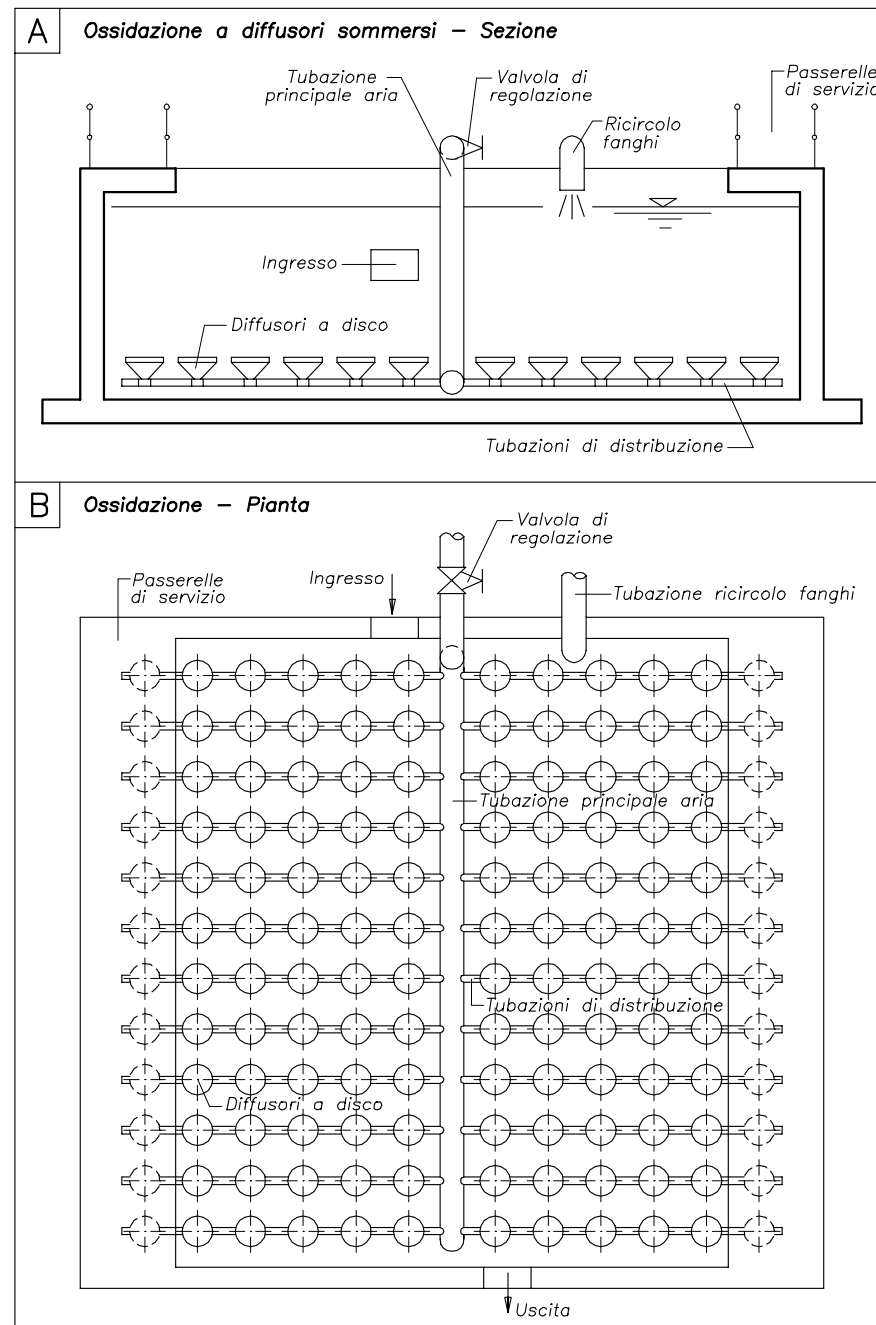 A
Ossidazione a diffusori sommersi – Sezione
Tubazione
principale aria
Valvola di
regolazione
Passerelle
di servizio
Ricircolo
fanghi
Ingresso
Diffusori a disco
Tubazioni di distribuzione
B
Ossidazione – Pianta
Valvola di
regolazione
Passerelle
di servizio
Ingresso
Tubazione ricircolo fanghi
Tubazione principale aria
Tubazioni di distribuzione
Diffusori a disco
Uscita